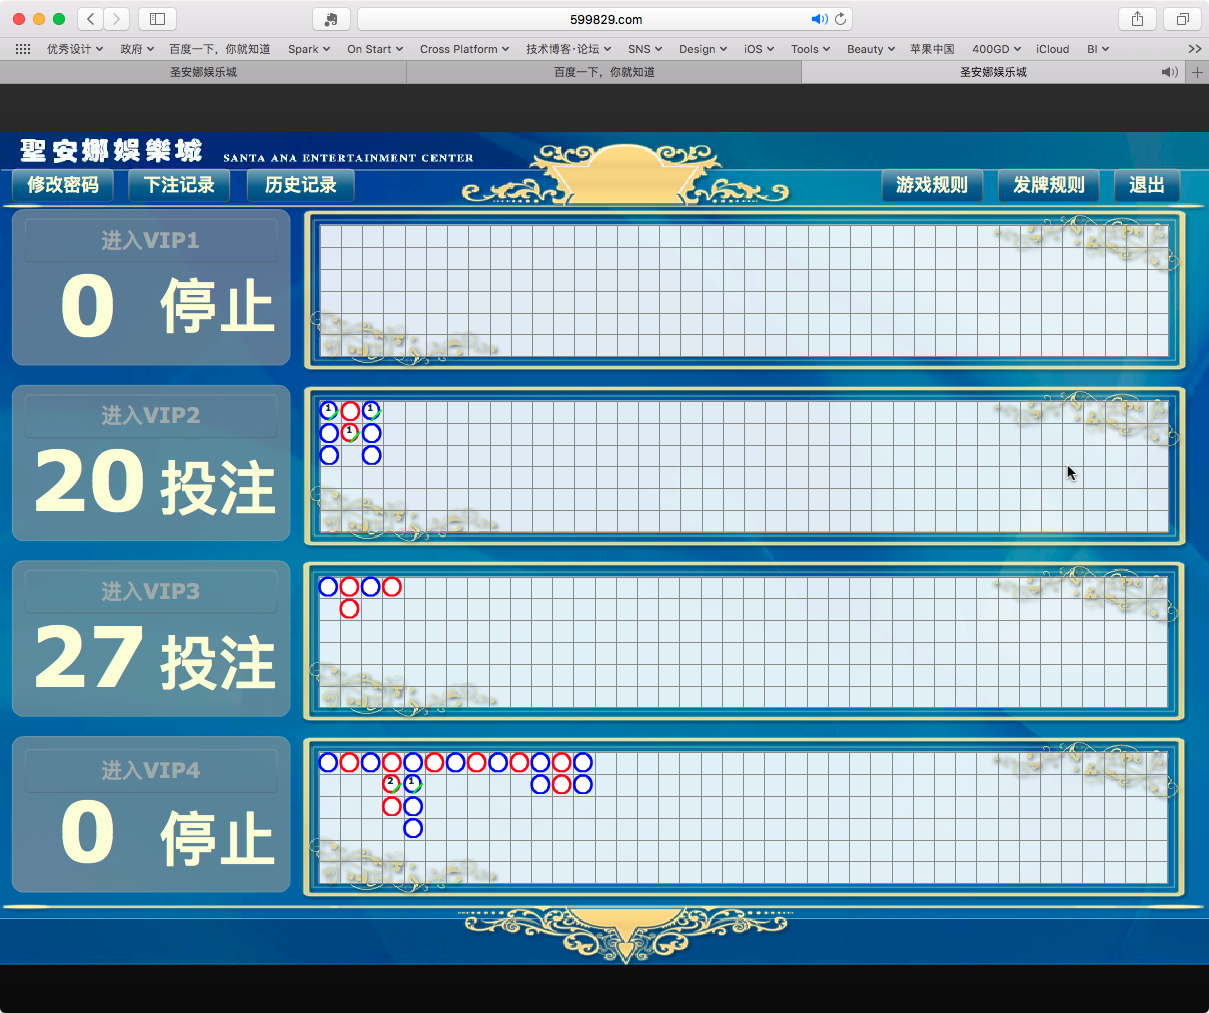 599829.com
优秀设计 政府 百度一下，你就知道 Spark On Start Cross Platform 技术博客·论坛 SNS Design iOS Tools Beauty 苹果中国 400GD iCloud BI
圣安娜娱乐城 百度一下，你就知道 圣安娜娱乐城
聖安娜娛樂城 SANTA ANA ENTERTAINMENT CENTER
修改密码 下注记录 历史记录 游戏规则 发牌规则 退出
进入VIP1
0 停止
进入VIP2
1 1
20 投注
1
进入VIP3
27 投注
进入VIP4
2 1
0 停止